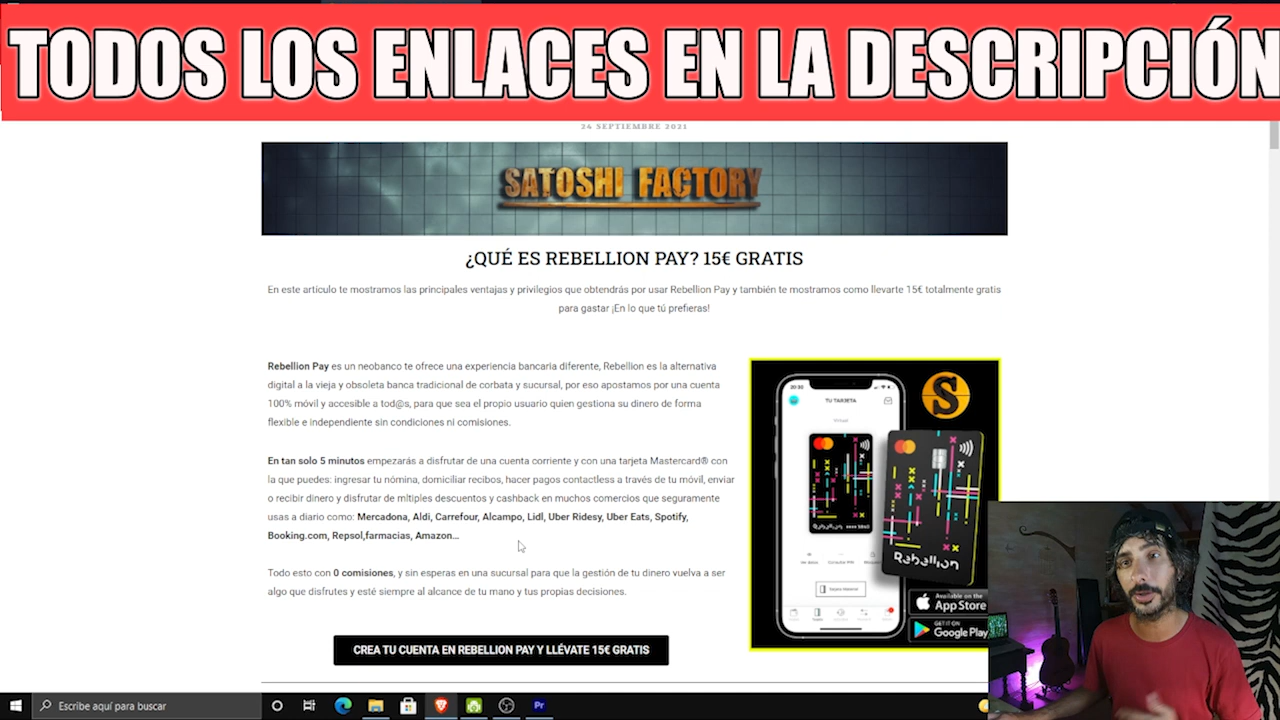 TODOS LOS ENLACES EN LA DESCRIPCIÓN
24 SEPTIEMBRE 2021
SATOSHI FACTORY
¿QUÉ ES REBELLION PAY? 15€ GRATIS
En este artículo te mostramos las principales ventajas y privilegios que obtendrás por usar Rebellion Pay y también te mostramos como llevarte 15€ totalmente gratis
para gastar ¡En lo que tú prefieras!
Rebellion Pay es un neobanco te ofrece una experiencia bancaria diferente, Rebellion es la alternativa
digital a la vieja y obsoleta banca tradicional de corbata y sucursal, por eso apostamos por una cuenta
100% móvil y accesible a tod@s, para que sea el propio usuario quien gestiona su dinero de forma
flexible e independiente sin condiciones ni comisiones.
En tan solo 5 minutos empezarás a disfrutar de una cuenta corriente y con una tarjeta Mastercard® con
la que puedes: ingresar tu nómina, domiciliar recibos, hacer pagos contactless a través de tu móvil, enviar
o recibir dinero y disfrutar de mltiples descuentos y cashback en muchos comercios que seguramente
usas a diario como: Mercadona, Aldi, Carrefour, Alcampo, Lidl, Uber Ridesy, Uber Eats, Spotify,
Booking.com, Repsol,farmacias, Amazon...
Todo esto con 0 comisiones, y sin esperas en una sucursal para que la gestión de tu dinero vuelva a ser
algo que disfrutes y esté siempre al alcance de tu mano y tus propias decisiones.
CREA TU CUENTA EN REBELLION PAY Y LLÉVATE 15€ GRATIS
20:30
TU TARJETA
S
Rebellion
Rebellion
Available on the
App Store
GET IT ON
Google Play
Escribe aquí para buscar
Pr